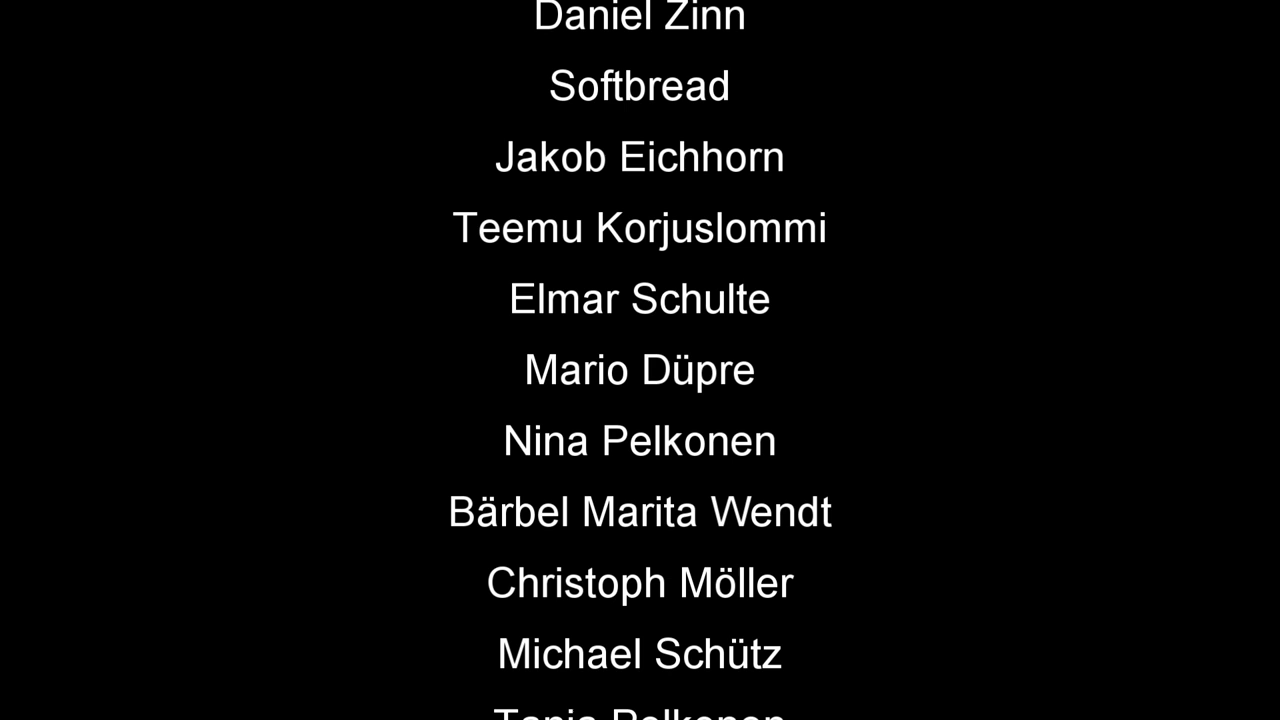 Daniel Zinn
Softbread
Jakob Eichhorn
Teemu Korjuslommi
Elmar Schulte
Mario Düpre
Nina Pelkonen
Bärbel Marita Wendt
Christoph Möller
Michael Schütz
Pelkonen